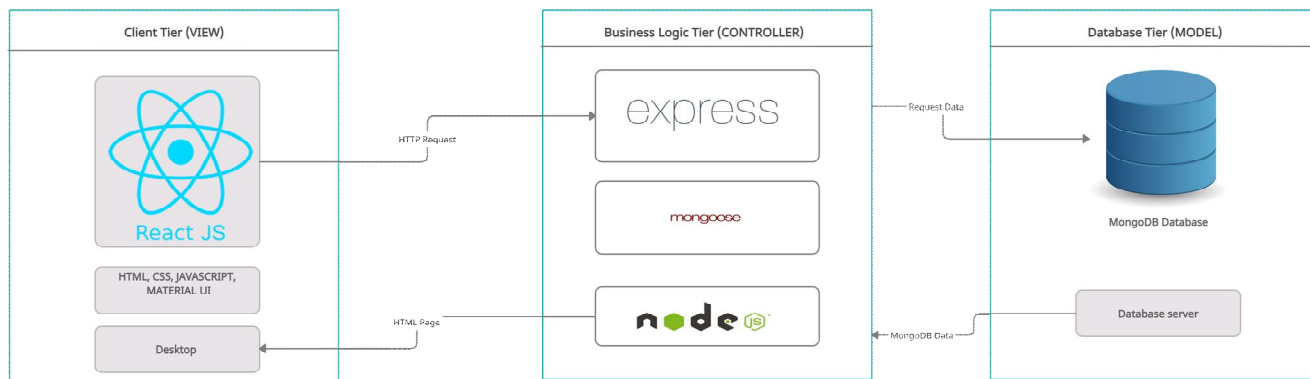 Client Tier (VIEW)
React JS
HTML, CSS, JAVASCRIPT,
MATERIAL UI
Desktop
HTTP Request
HTML Page
Business Logic Tier (CONTROLLER)
express
mongoose
node
JS
Request Data
MongoDB Data
Database Tier (MODEL)
MongoDB Database
Database server